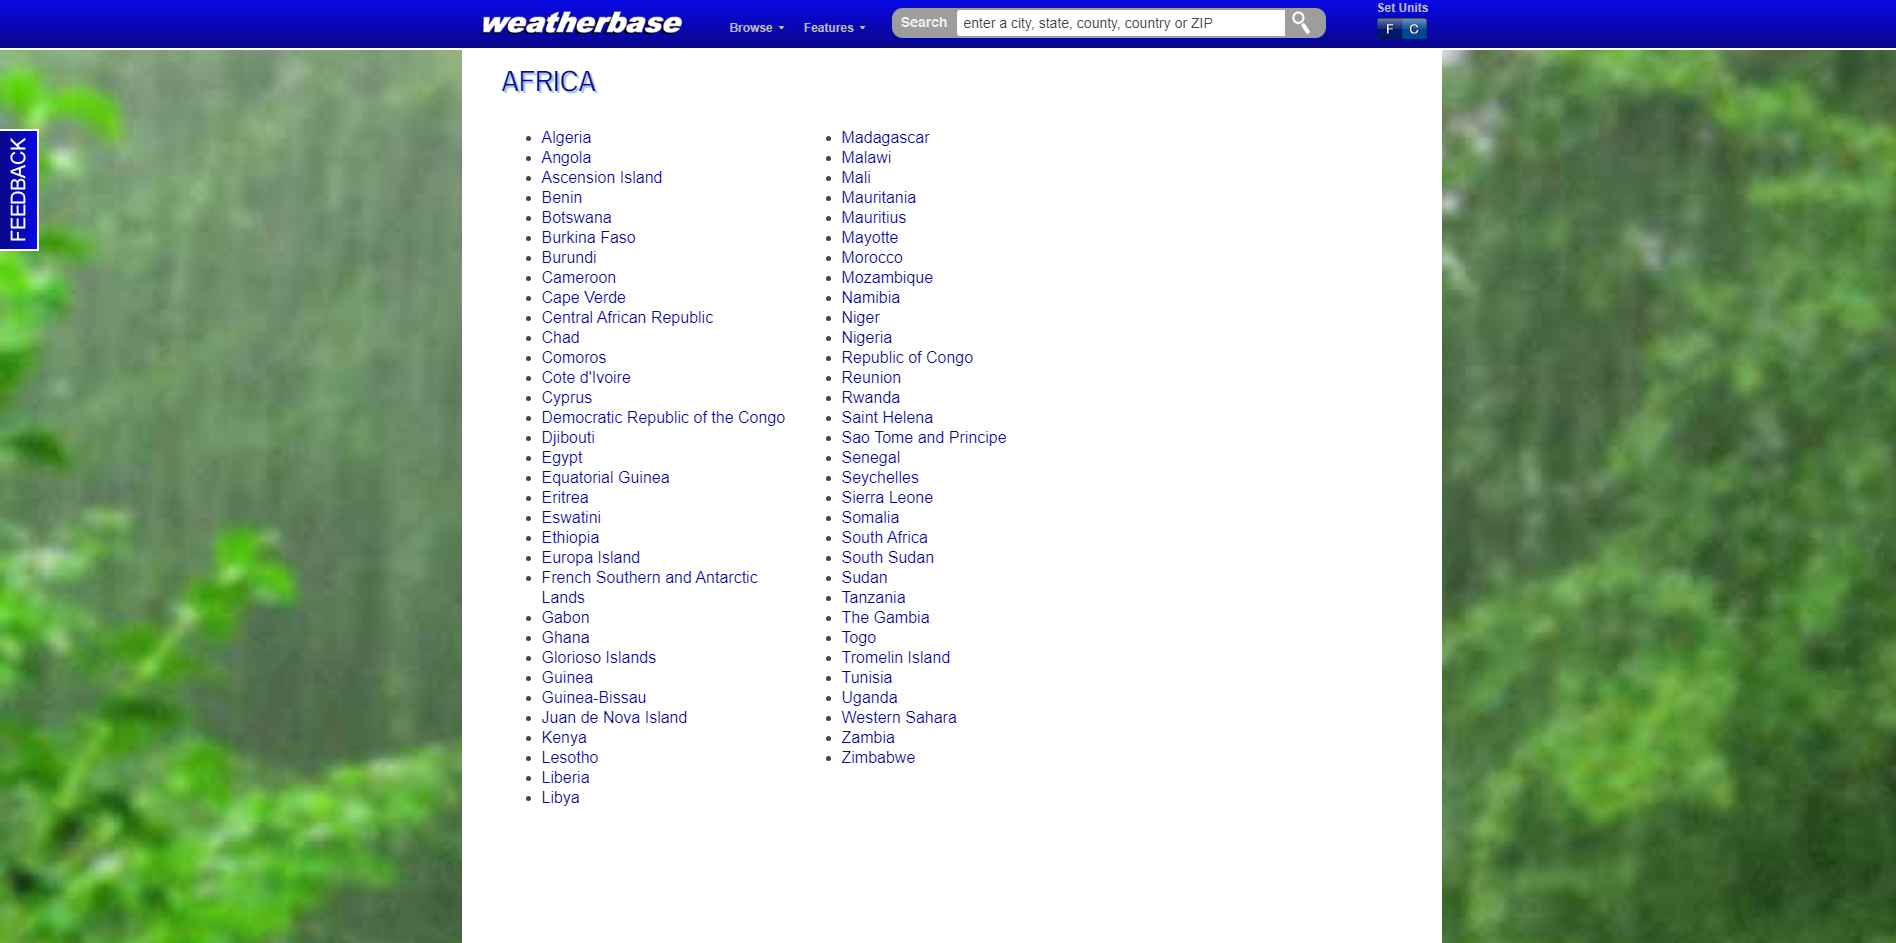 weatherbase
Browse
Features
Search
enter a city, state, county, country or ZIP
Set Units
F C
FEEDBACK
AFRICA
Algeria
Angola
Ascension Island
Benin
Botswana
Burkina Faso
Burundi
Cameroon
Cape Verde
Central African Republic
Chad
Comoros
Cote d'Ivoire
Cyprus
Democratic Republic of the Congo
Djibouti
Egypt
Equatorial Guinea
Eritrea
Eswatini
Ethiopia
Europa Island
French Southern and Antarctic
Lands
Gabon
Ghana
Glorioso Islands
Guinea
Guinea-Bissau
Juan de Nova Island
Kenya
Lesotho
Liberia
Libya
Madagascar
Malawi
Mali
Mauritania
Mauritius
Mayotte
Morocco
Mozambique
Namibia
Niger
Nigeria
Republic of Congo
Reunion
Rwanda
Saint Helena
Sao Tome and Principe
Senegal
Seychelles
Sierra Leone
Somalia
South Africa
South Sudan
Sudan
Tanzania
The Gambia
Togo
Tromelin Island
Tunisia
Uganda
Western Sahara
Zambia
Zimbabwe